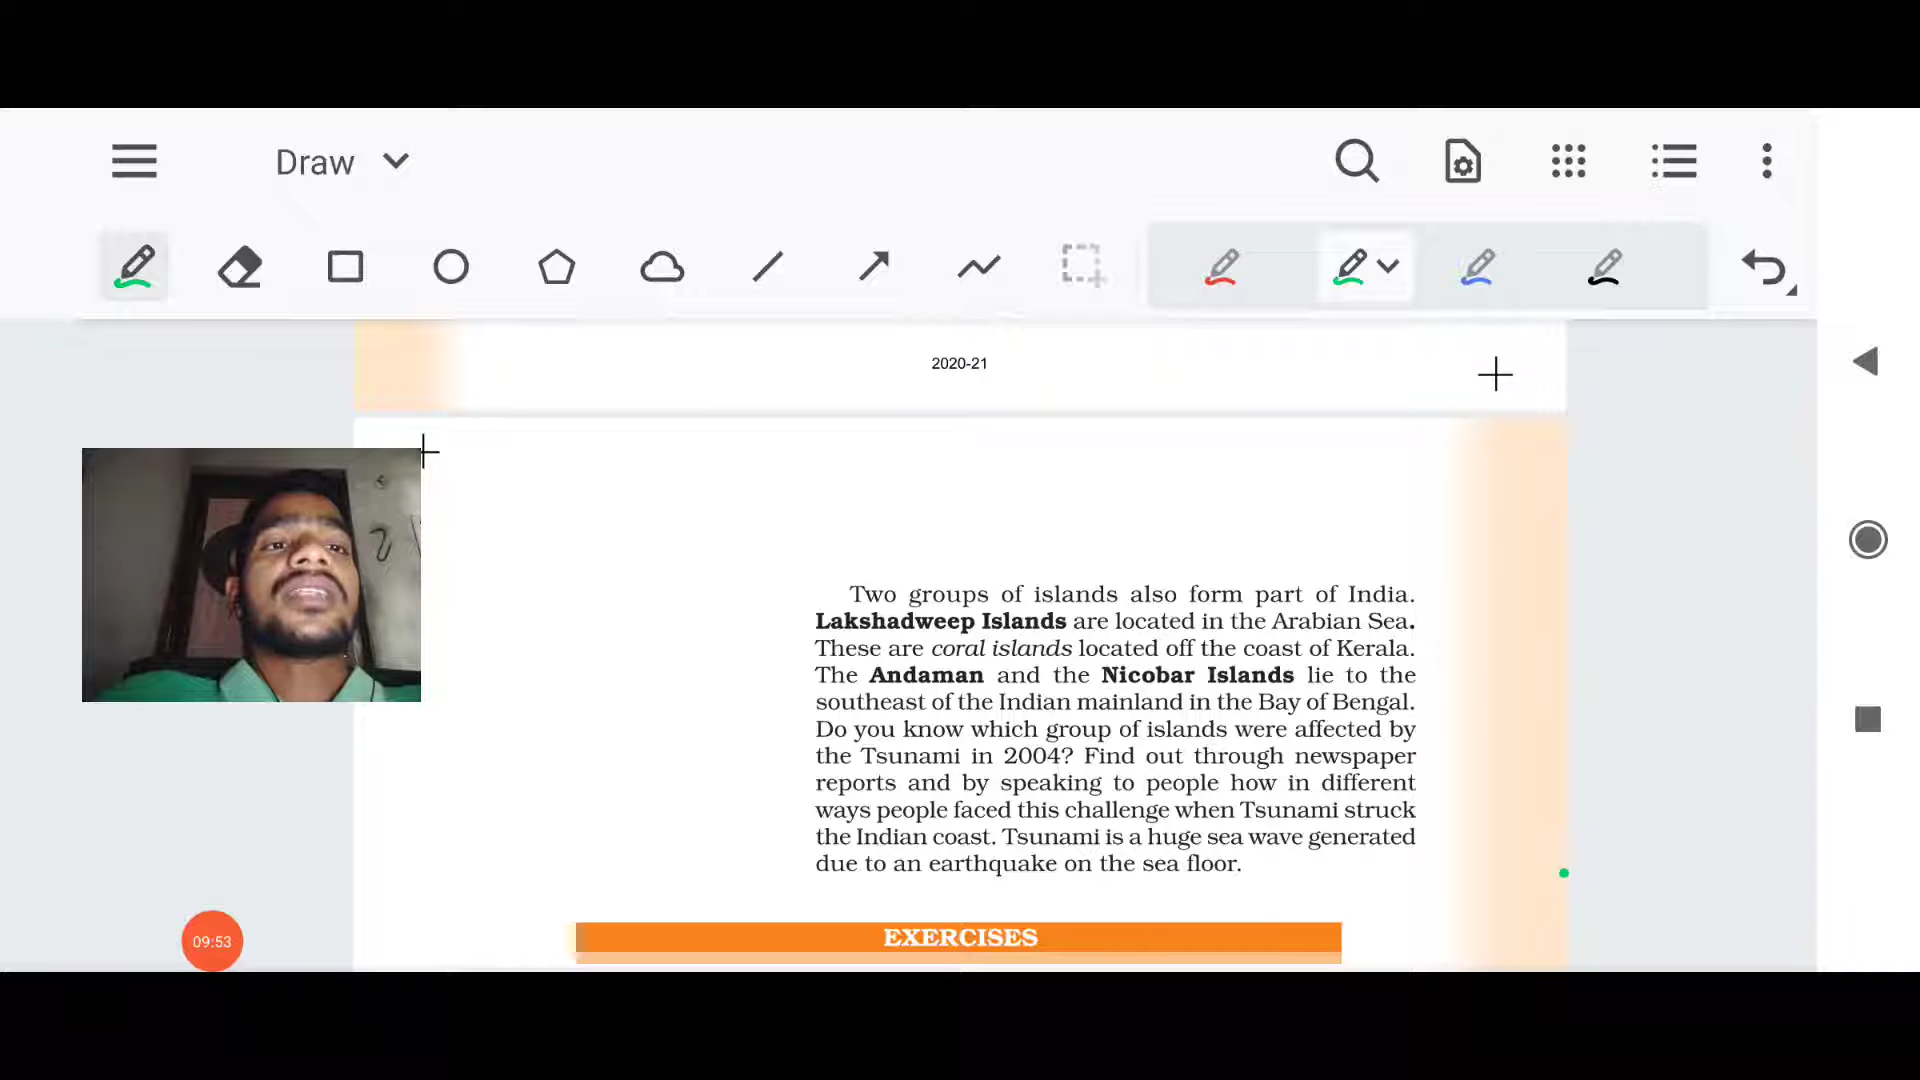 Draw
2020-21
Two groups of islands also form part of India.
Lakshadweep Islands are located in the Arabian Sea.
These are coral islands located off the coast of Kerala.
The Andaman and the Nicobar Islands lie to the
southeast of the Indian mainland in the Bay of Bengal.
Do you know which group of islands were affected by
the Tsunami in 2004? Find out through newspaper
reports and by speaking to people how in different
ways people faced this challenge when Tsunami struck
the Indian coast. Tsunami is a huge sea wave generated
due to an earthquake on the sea floor.
09:53
EXERCISES